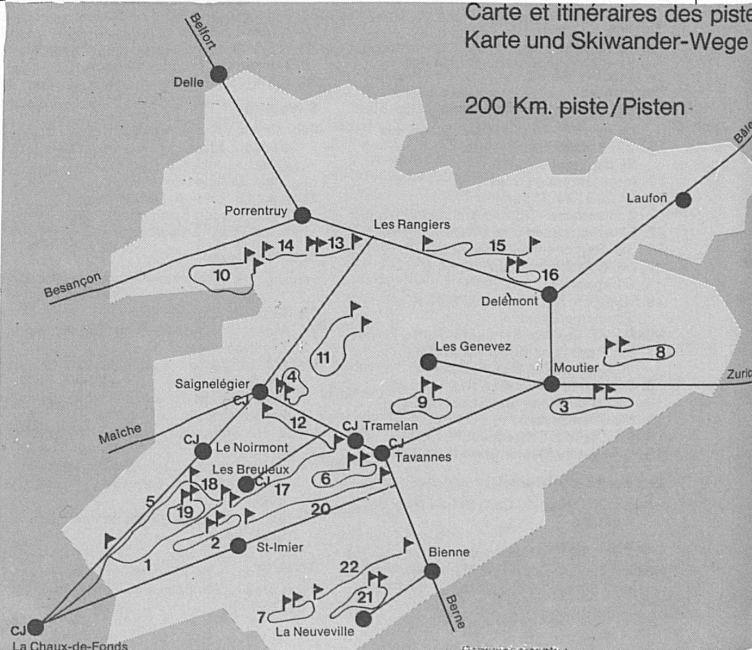 Carte et itinéraires des piste
Karte und Skiwander-Wege
200 Km. piste/Pisten
Belfort
Delle
Bâle
Laufon
Porrentruy
Les Rangiers
14
13
15
10
16
Besançon
Delémont
Les Genevez
11
Moutier
8
Saignelégier
4
Zuric
CJ
9
3
12
CJ Tramelan
Maîche
CJ
CJ
Le Noirmont
Tavannes
Les Breuleux
CJ
18
17
6
5
19
20
2
St-Imier
1
Bienne
22
21
7
Berne
CJ
La Neuveville
La Chaux-de-Fonds